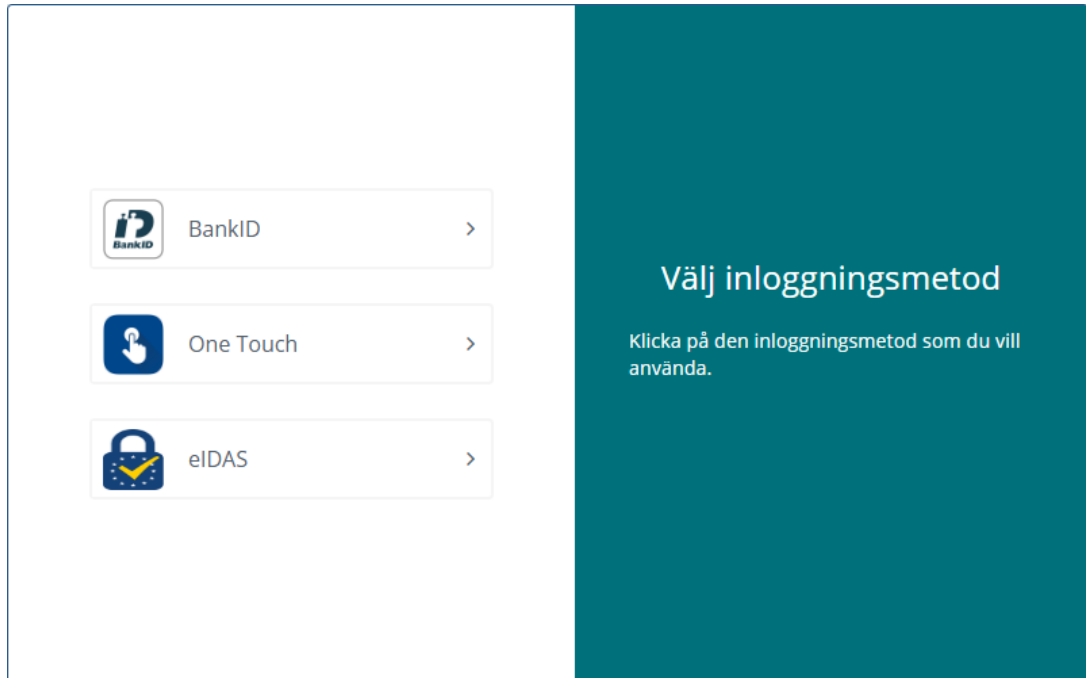 BankID
BankID
One Touch
eIDAS
Välj inloggningsmetod
Klicka på den inloggningsmetod som du vill
använda.